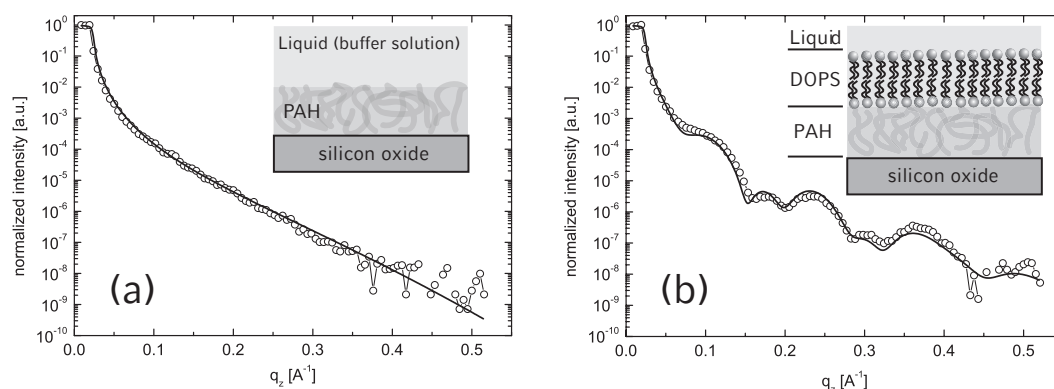 normalized intensity [a.u.]
10^0
10^-1
10^-2
10^-3
10^-4
10^-5
10^-6
10^-7
10^-8
10^-9
10^-10
Liquid (buffer solution)
PAH
silicon oxide
(a)
0.0 0.1 0.2 0.3 0.4 0.5
q_z [A^-1]
normalized intensity [a.u.]
10^0
10^-1
10^-2
10^-3
10^-4
10^-5
10^-6
10^-7
10^-8
10^-9
10^-10
Liquid
DOPS
PAH
silicon oxide
(b)
0.0 0.1 0.2 0.3 0.4 0.5
q_z [A^-1]